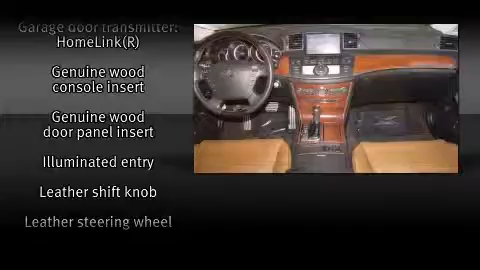 Garage door transmitter:
HomeLink(R)
Genuine wood
console insert
Genuine wood
door panel insert
Illuminated entry
Leather shift knob
Leather steering wheel